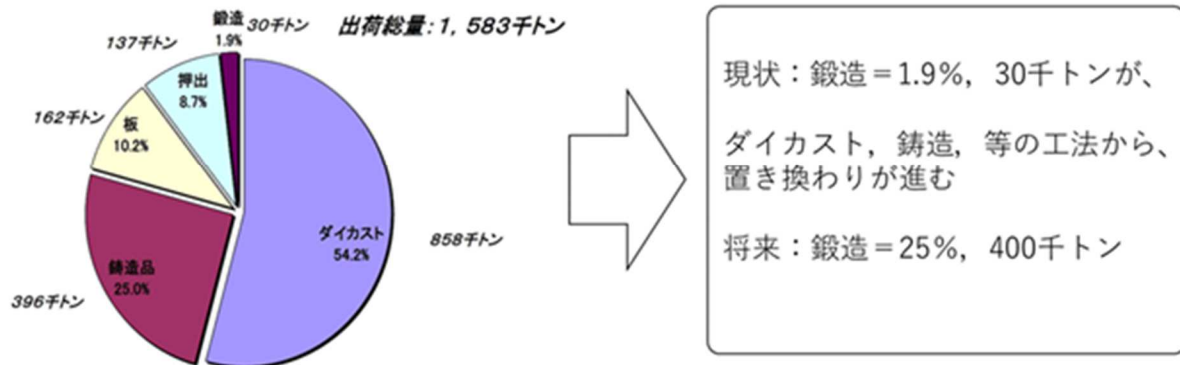 出荷総量：1，583千トン
鍛造
1.9%
30千トン
137千トン
押出
8.7%
162千トン
板
10.2%
ダイカスト
54.2%
858千トン
鋳造品
25.0%
396千トン
現状：鍛造＝1.9%，30千トンが、
ダイカスト，鋳造，等の工法から、
置き換わりが進む
将来：鍛造＝25%，400千トン